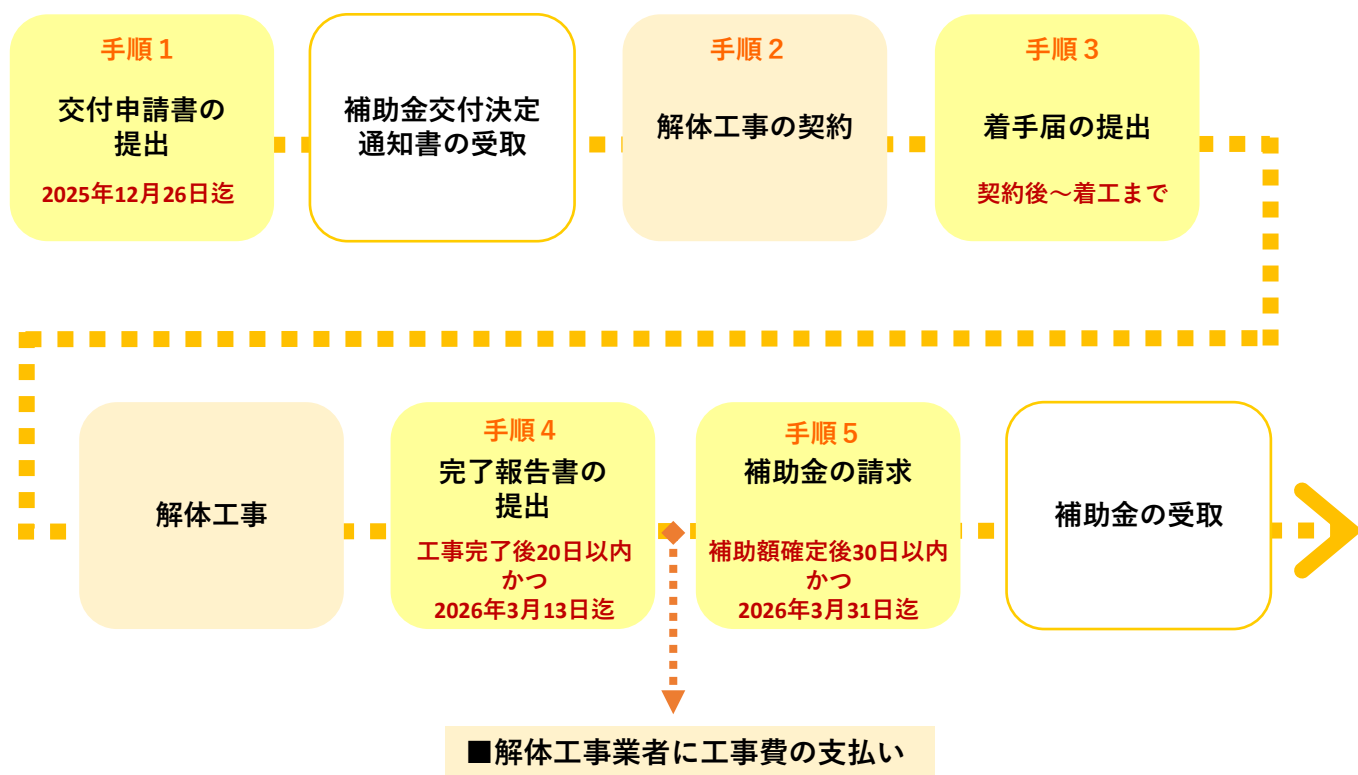 手順１
交付申請書の
提出
2025年12月26日迄
補助金交付決定
通知書の受取
手順２
解体工事の契約
手順３
着手届の提出
契約後～着工まで
解体工事
手順４
完了報告書の
提出
工事完了後20日以内
かつ
2026年3月13日迄
手順５
補助金の請求
補助額確定後30日以内
かつ
2026年3月31日迄
補助金の受取
■解体工事業者に工事費の支払い